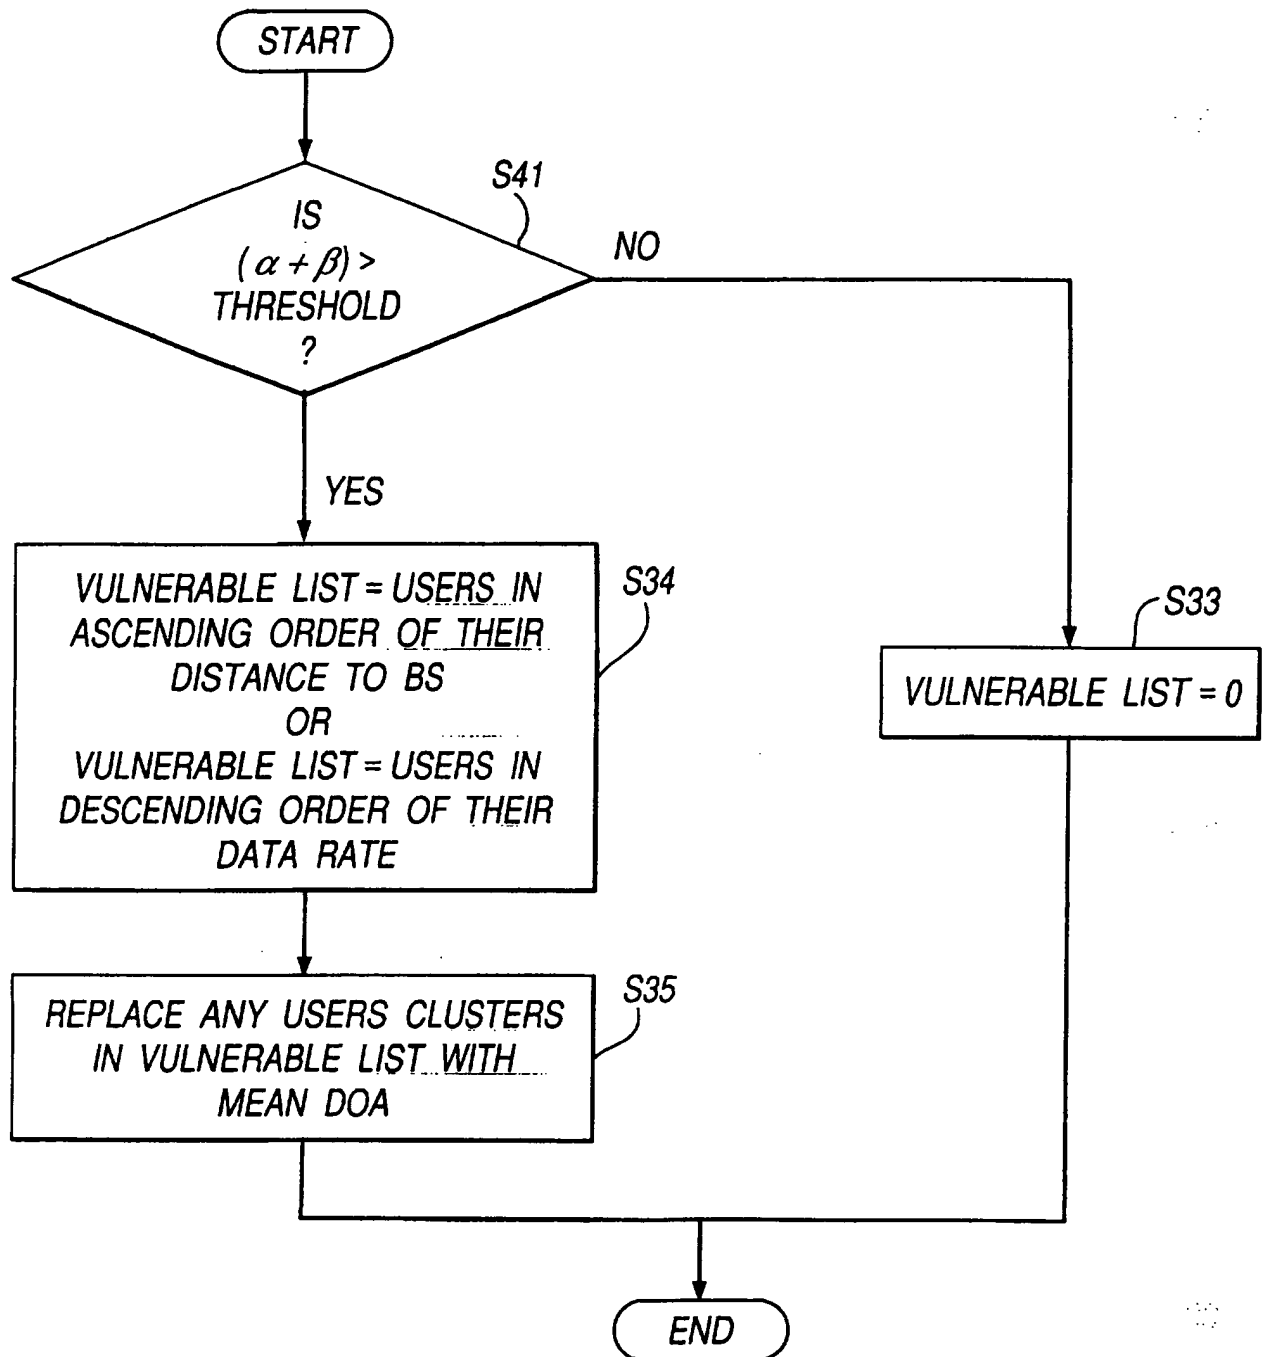 START
S41
IS
(α + β) >
THRESHOLD
?
NO
YES
VULNERABLE LIST = USERS IN
ASCENDING ORDER OF THEIR
DISTANCE TO BS
OR
VULNERABLE LIST = USERS IN
DESCENDING ORDER OF THEIR
DATA RATE
S34
S33
VULNERABLE LIST = 0
REPLACE ANY USERS CLUSTERS
IN VULNERABLE LIST WITH
MEAN DOA
S35
END